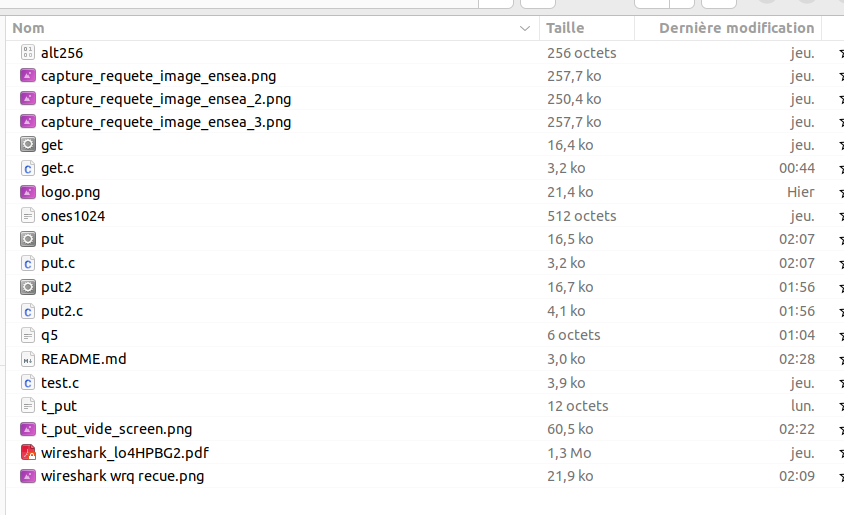 Nom Taille Dernière modification
alt256 256 octets jeu.
capture_requete_image_ensea.png 257,7 ko jeu.
capture_requete_image_ensea_2.png 250,4 ko jeu.
capture_requete_image_ensea_3.png 257,7 ko jeu.
get 16,4 ko jeu.
get.c 3,2 ko 00:44
logo.png 21,4 ko Hier
ones1024 512 octets jeu.
put 16,5 ko 02:07
put.c 3,2 ko 02:07
put2 16,7 ko 01:56
put2.c 4,1 ko 01:56
q5 6 octets 01:04
README.md 3,0 ko 02:28
test.c 3,9 ko jeu.
t_put 12 octets lun.
t_put_vide_screen.png 60,5 ko 02:22
wireshark_lo4HPBG2.pdf 1,3 Mo jeu.
wireshark wrq recue.png 21,9 ko 02:09